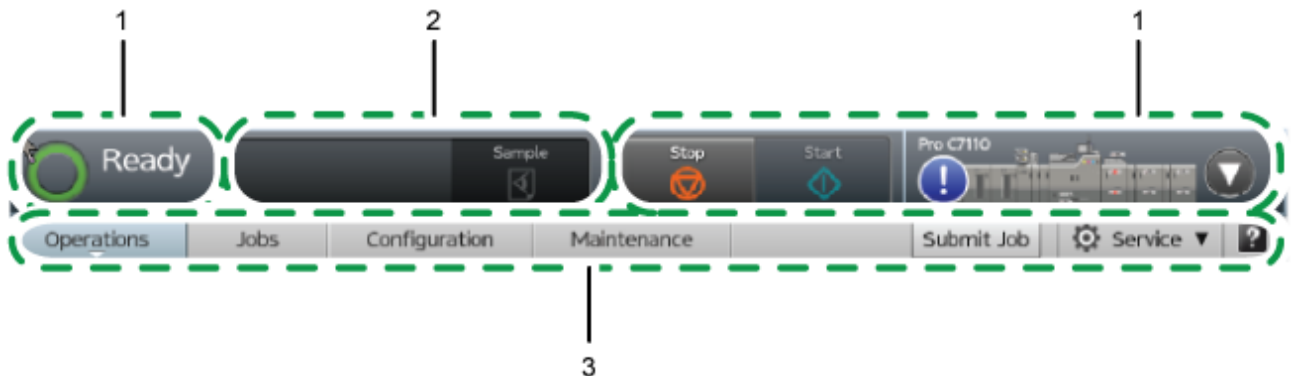 1 2 1
Ready Sample Stop Start Pro C7110
!
Operations Jobs Configuration Maintenance Submit Job Service ▼ ?
3